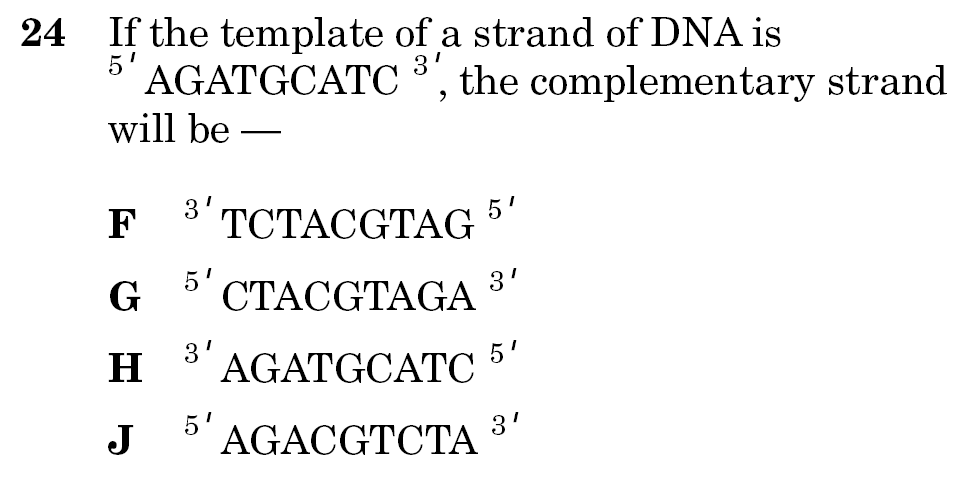 24 If the template of a strand of DNA is
5′ AGATGCATC 3′, the complementary strand
will be —
F 3′ TCTACGTAG 5′
G 5′ CTACGTAGA 3′
H 3′ AGATGCATC 5′
J 5′ AGACGTCTA 3′